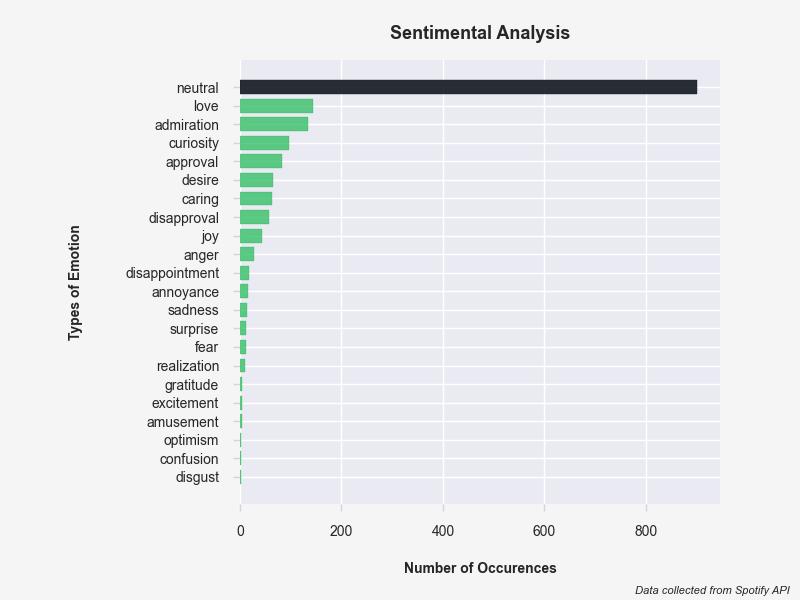 Sentimental Analysis
neutral
love
admiration
curiosity
approval
desire
caring
disapproval
joy
anger
disappointment
annoyance
sadness
surprise
fear
realization
gratitude
excitement
amusement
optimism
confusion
disgust
Types of Emotion
0 200 400 600 800
Number of Occurences
Data collected from Spotify API